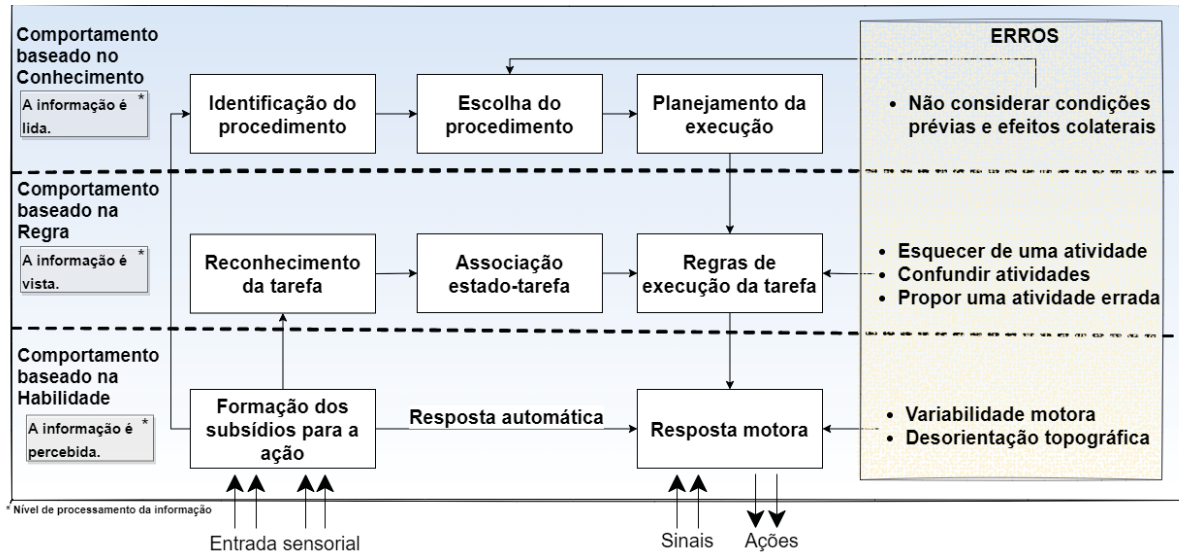 Comportamento
baseado no
Conhecimento
A informação é *
lida.
Identificação do
procedimento
Escolha do
procedimento
Planejamento da
execução
ERROS
• Não considerar condições
prévias e efeitos colaterais
Comportamento
baseado na
Regra
A informação é *
vista.
Reconhecimento
da tarefa
Associação
estado-tarefa
Regras de
execução da tarefa
• Esquecer de uma atividade
• Confundir atividades
• Propor uma atividade errada
Comportamento
baseado na
Habilidade
A informação é *
percebida.
Formação dos
subsídios para a
ação
Resposta automática
Resposta motora
• Variabilidade motora
• Desorientação topográfica
* Nível de processamento da informação
Entrada sensorial
Sinais
Ações